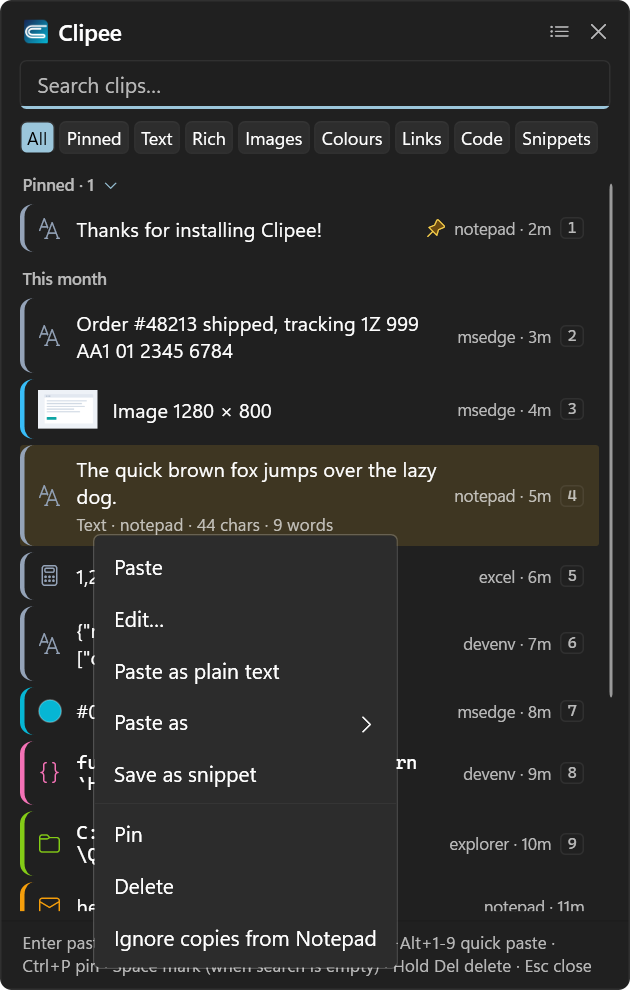 Clipee
Search clips...
All Pinned Text Rich Images Colours Links Code Snippets
Pinned · 1
Thanks for installing Clipee! notepad · 2m 1
This month
Order #48213 shipped, tracking 1Z 999
AA1 01 2345 6784
msedge · 3m 2
Image 1280 × 800 msedge · 4m 3
The quick brown fox jumps over the lazy
dog.
notepad · 5m 4
Text · notepad · 44 chars · 9 words
excel · 6m 5
devenv · 7m 6
msedge · 8m 7
devenv · 9m 8
explorer · 10m 9
notepad · 11m
Paste
Edit...
Paste as plain text
Paste as
Save as snippet
Pin
Delete
Ignore copies from Notepad
Enter · Alt+1-9 quick paste ·
Ctrl+P pin · Space mark (when search is empty) · Hold Del delete · Esc close